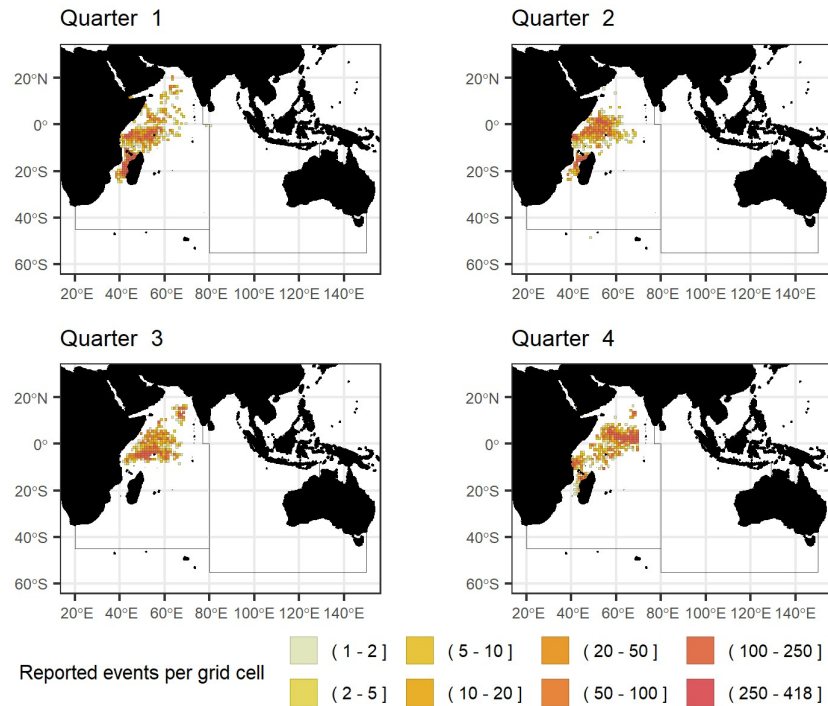 Quarter 1
Quarter 2
20°N
0°
20°S
40°S
60°S
20°E 40°E 60°E 80°E 100°E 120°E 140°E
20°N
0°
20°S
40°S
60°S
20°E 40°E 60°E 80°E 100°E 120°E 140°E
Quarter 3
Quarter 4
20°N
0°
20°S
40°S
60°S
20°E 40°E 60°E 80°E 100°E 120°E 140°E
20°N
0°
20°S
40°S
60°S
20°E 40°E 60°E 80°E 100°E 120°E 140°E
Reported events per grid cell
( 1 - 2 ] ( 5 - 10 ] ( 20 - 50 ] ( 100 - 250 ]
( 2 - 5 ] ( 10 - 20 ] ( 50 - 100 ] ( 250 - 418 ]